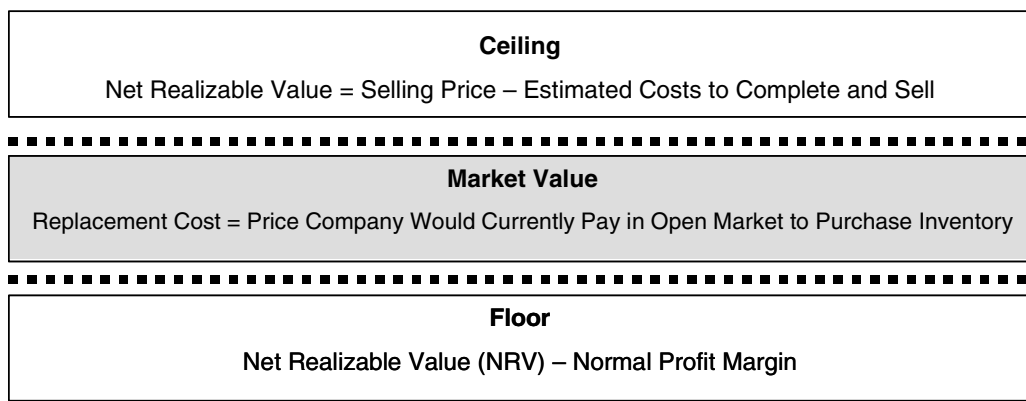 Ceiling
Net Realizable Value = Selling Price – Estimated Costs to Complete and Sell
Market Value
Replacement Cost = Price Company Would Currently Pay in Open Market to Purchase Inventory
Floor
Net Realizable Value (NRV) – Normal Profit Margin